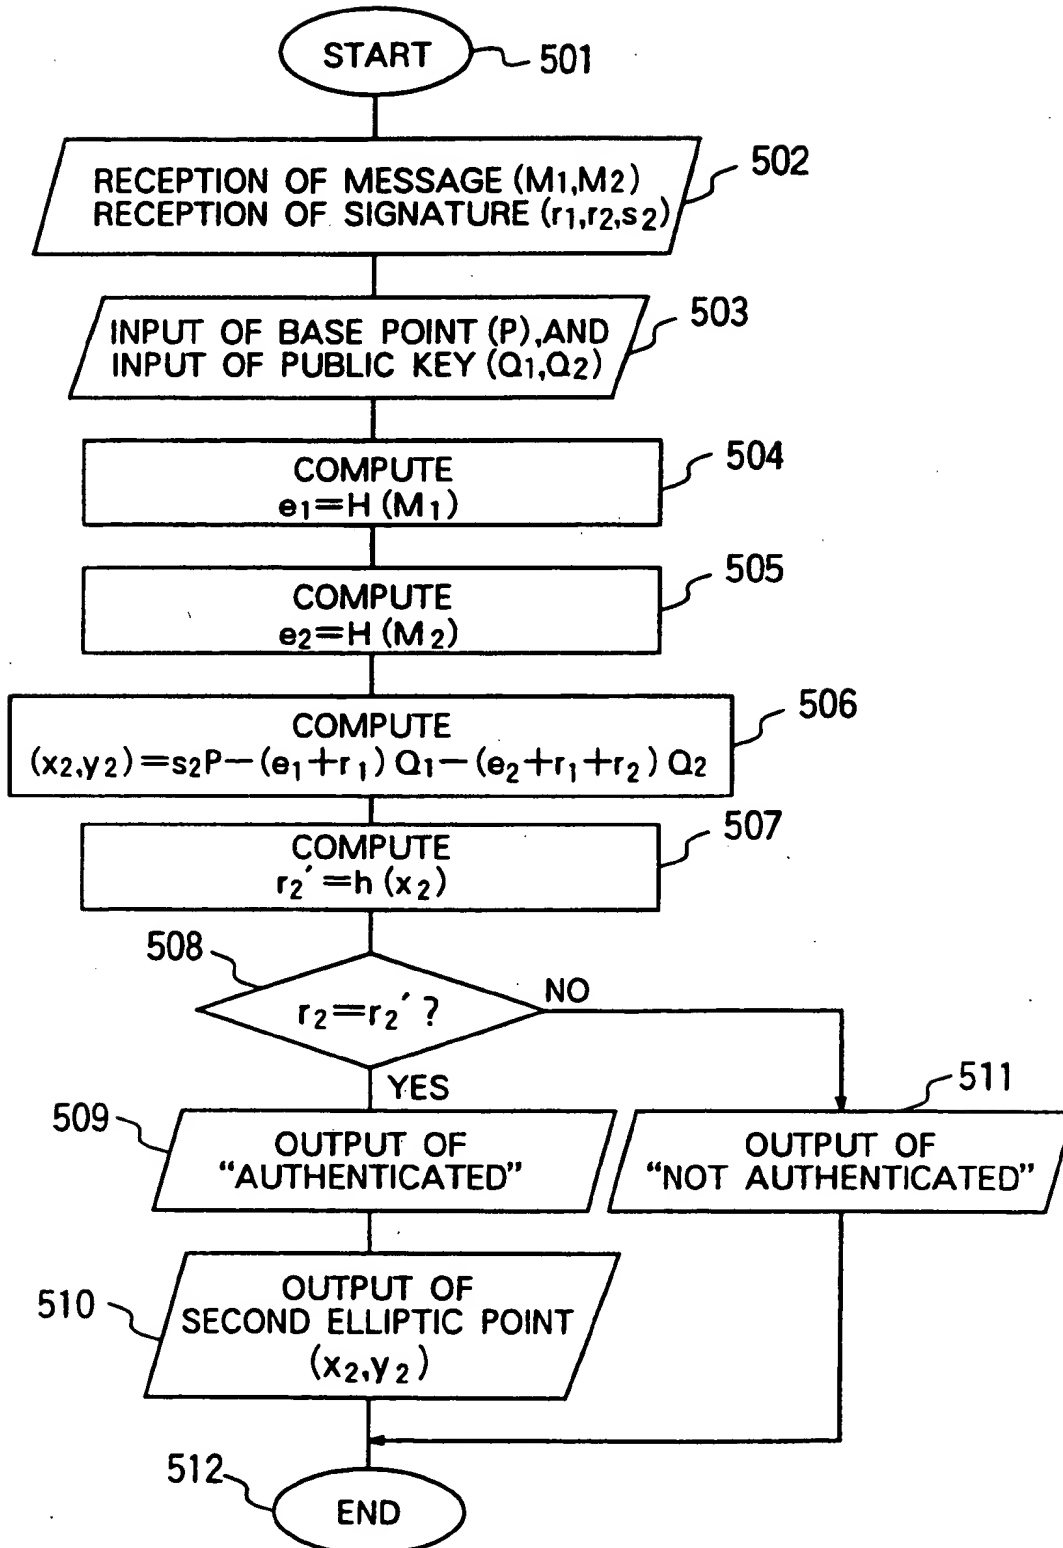 START
501
RECEPTION OF MESSAGE (M1,M2)
RECEPTION OF SIGNATURE (r1,r2,s2)
502
INPUT OF BASE POINT (P),AND
INPUT OF PUBLIC KEY (Q1,Q2)
503
COMPUTE
e1=H (M1)
504
COMPUTE
e2=H (M2)
505
COMPUTE
(x2,y2)=s2P-(e1+r1) Q1-(e2+r1+r2) Q2
506
COMPUTE
r2'=h (x2)
507
508
r2=r2' ?
NO
YES
509
OUTPUT OF
"AUTHENTICATED"
511
OUTPUT OF
"NOT AUTHENTICATED"
510
OUTPUT OF
SECOND ELLIPTIC POINT
(x2,y2)
512
END